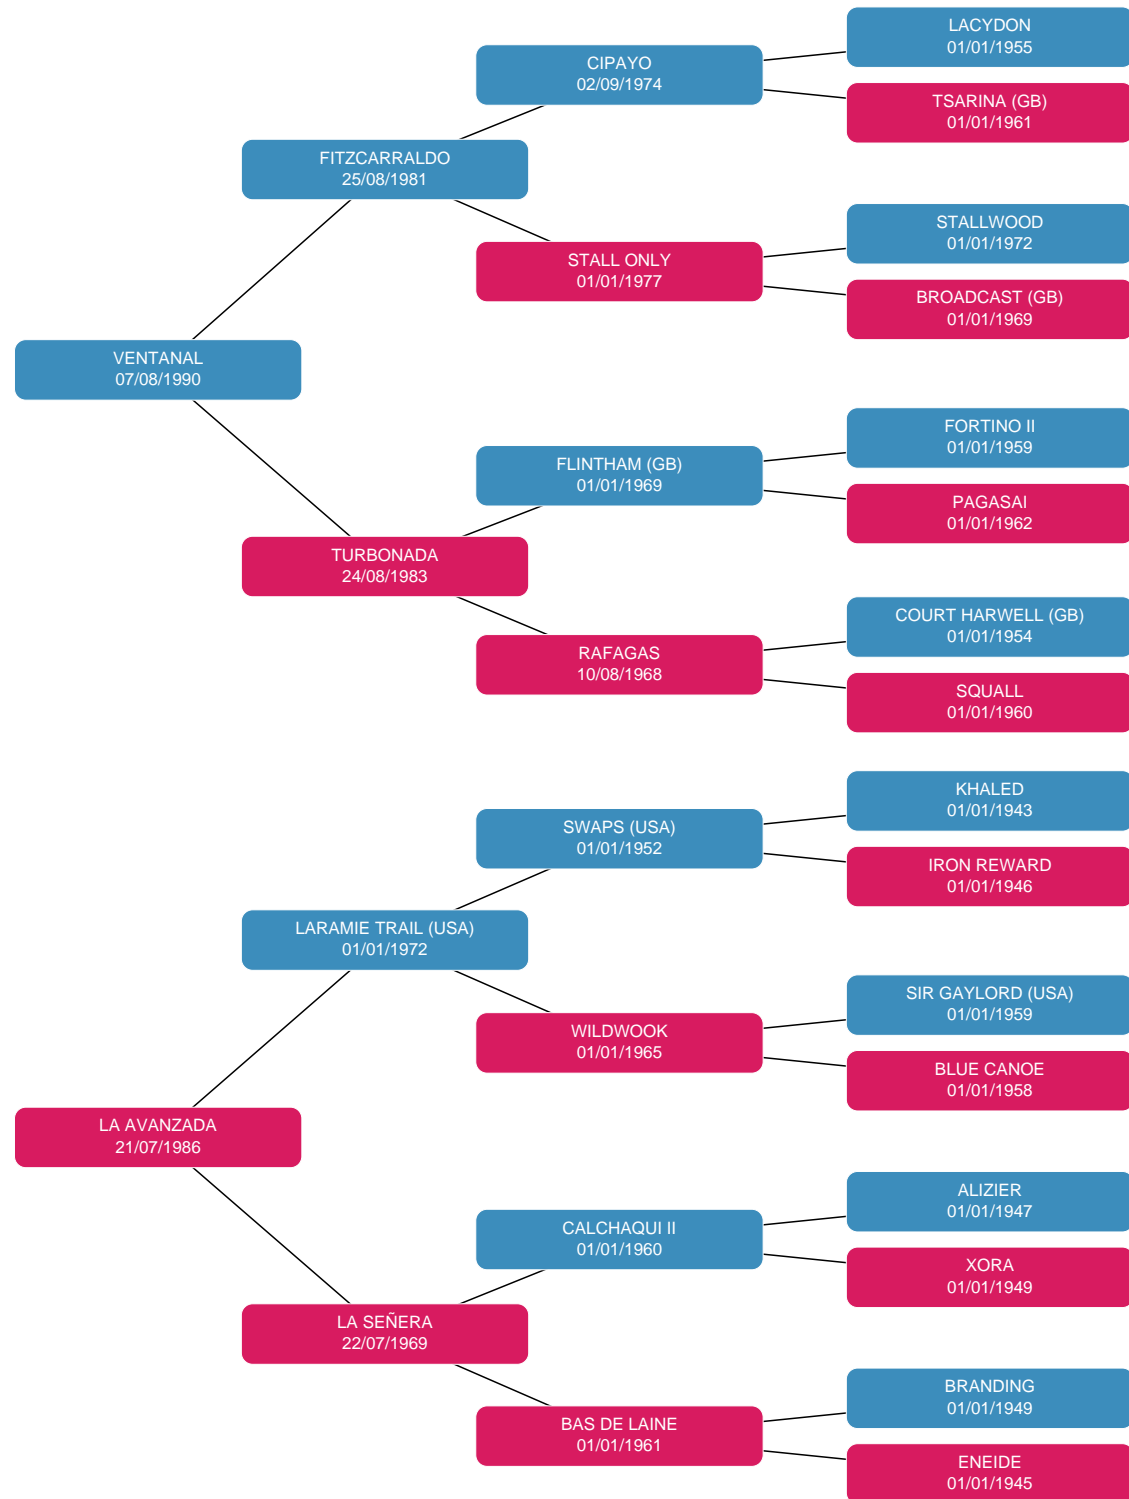 LACYDON
01/01/1955
CIPAYO
02/09/1974
TSARINA (GB)
01/01/1961
FITZCARRALDO
25/08/1981
STALLWOOD
01/01/1972
STALL ONLY
01/01/1977
BROADCAST (GB)
01/01/1969
VENTANAL
07/08/1990
FORTINO II
01/01/1959
FLINTHAM (GB)
01/01/1969
PAGASAI
01/01/1962
TURBONADA
24/08/1983
COURT HARWELL (GB)
01/01/1954
RAFAGAS
10/08/1968
SQUALL
01/01/1960
KHALED
01/01/1943
SWAPS (USA)
01/01/1952
IRON REWARD
01/01/1946
LARAMIE TRAIL (USA)
01/01/1972
SIR GAYLORD (USA)
01/01/1959
WILDWOOK
01/01/1965
BLUE CANOE
01/01/1958
LA AVANZADA
21/07/1986
ALIZIER
01/01/1947
CALCHAQUI II
01/01/1960
XORA
01/01/1949
LA SEÑERA
22/07/1969
BRANDING
01/01/1949
BAS DE LAINE
01/01/1961
ENEIDE
01/01/1945